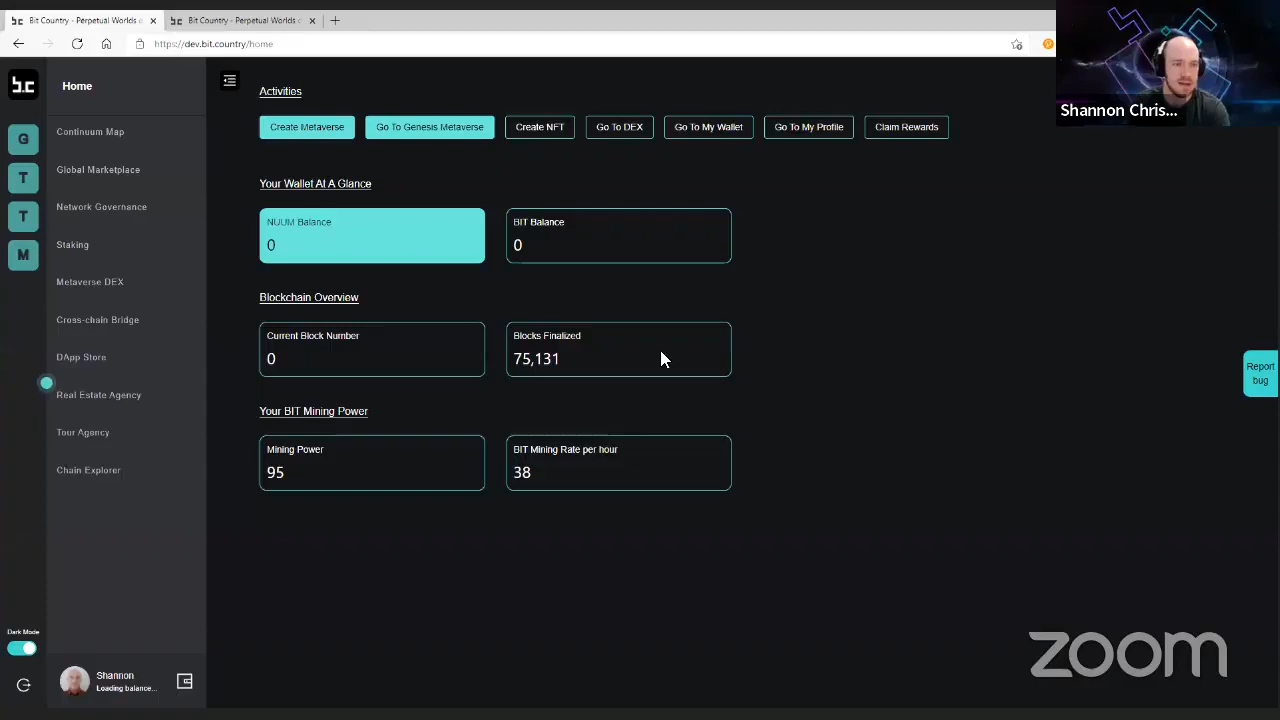 Bit Country - Perpetual Worlds o
Bit Country - Perpetual Worlds o
https://dev.bit.country/home
Shannon Chris...
b.c
Home
Activities
Create Metaverse
Go To Genesis Metaverse
Create NFT
Go To DEX
Go To My Wallet
Go To My Profile
Claim Rewards
G
T
T
M
Continuum Map
Global Marketplace
Network Governance
Staking
Metaverse DEX
Cross-chain Bridge
DApp Store
Real Estate Agency
Tour Agency
Chain Explorer
Your Wallet At A Glance
NUUM Balance
0
BIT Balance
0
Blockchain Overview
Current Block Number
0
Blocks Finalized
75,131
Your BIT Mining Power
Mining Power
95
BIT Mining Rate per hour
38
Report
bug
Dark Mode
Shannon
Loading balance...
zoom